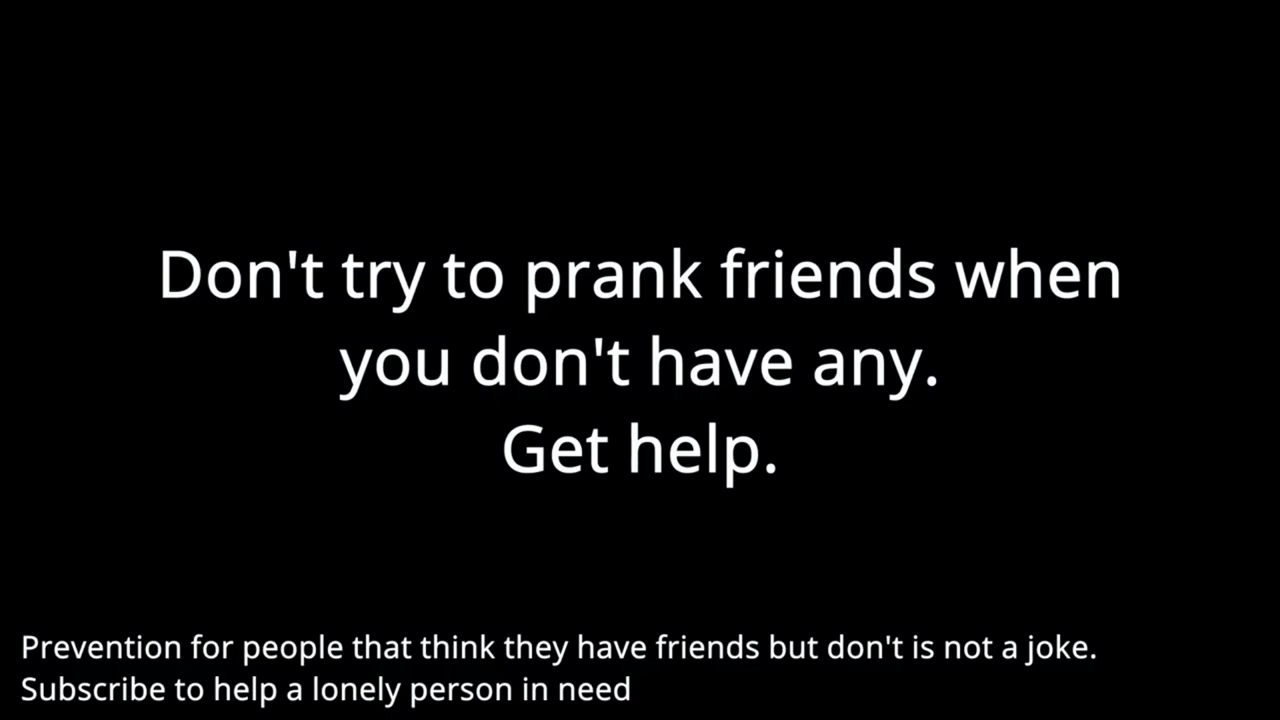 Don't try to prank friends when
you don't have any.
Get help.
Prevention for people that think they have friends but don't is not a joke.
Subscribe to help a lonely person in need